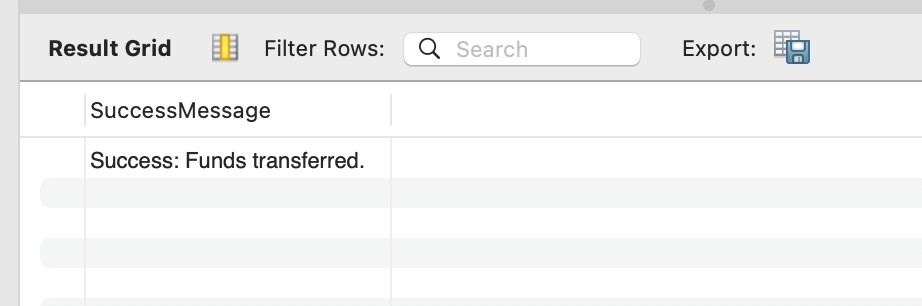 Result Grid Filter Rows: Search Export:
SuccessMessage
Success: Funds transferred.